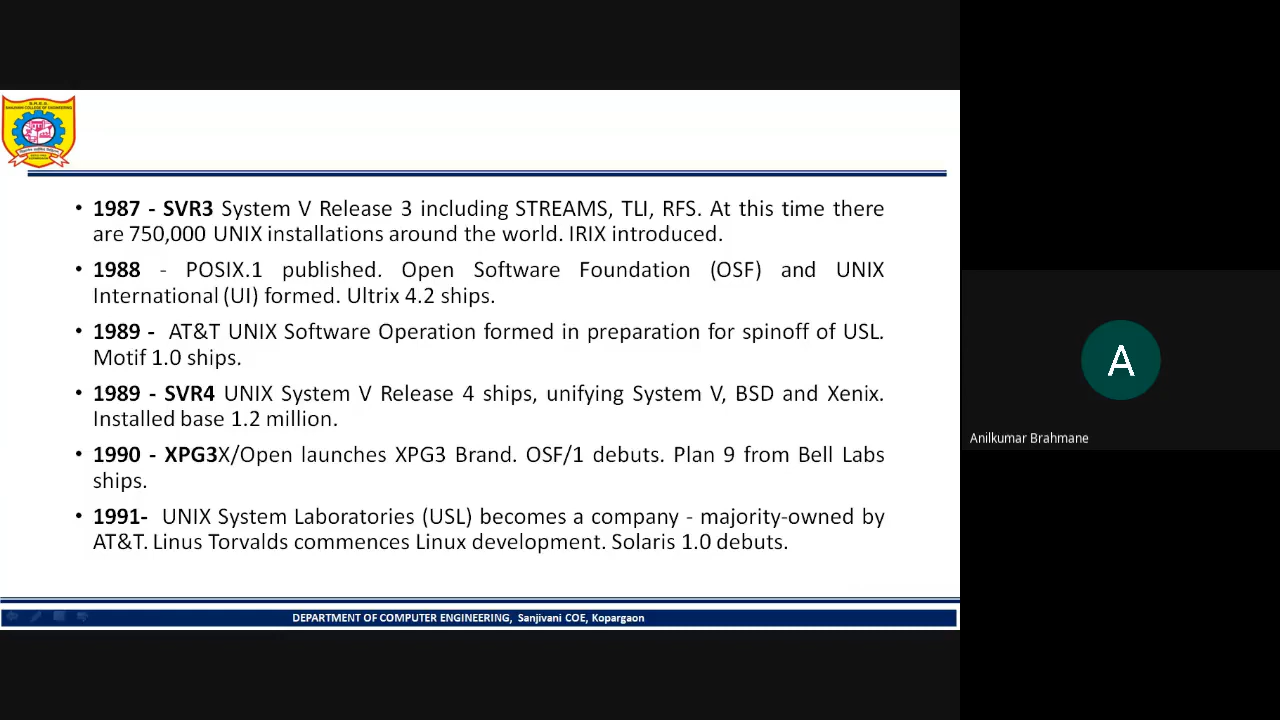 • 1987 - SVR3 System V Release 3 including STREAMS, TLI, RFS. At this time there
are 750,000 UNIX installations around the world. IRIX introduced.
• 1988 - POSIX.1 published. Open Software Foundation (OSF) and UNIX
International (UI) formed. Ultrix 4.2 ships.
• 1989 - AT&T UNIX Software Operation formed in preparation for spinoff of USL.
Motif 1.0 ships.
• 1989 - SVR4 UNIX System V Release 4 ships, unifying System V, BSD and Xenix.
Installed base 1.2 million.
• 1990 - XPG3X/Open launches XPG3 Brand. OSF/1 debuts. Plan 9 from Bell Labs
ships.
• 1991- UNIX System Laboratories (USL) becomes a company - majority-owned by
AT&T. Linus Torvalds commences Linux development. Solaris 1.0 debuts.
DEPARTMENT OF COMPUTER ENGINEERING, Sanjivani COE, Kopargaon
A
Anilkumar Brahmane